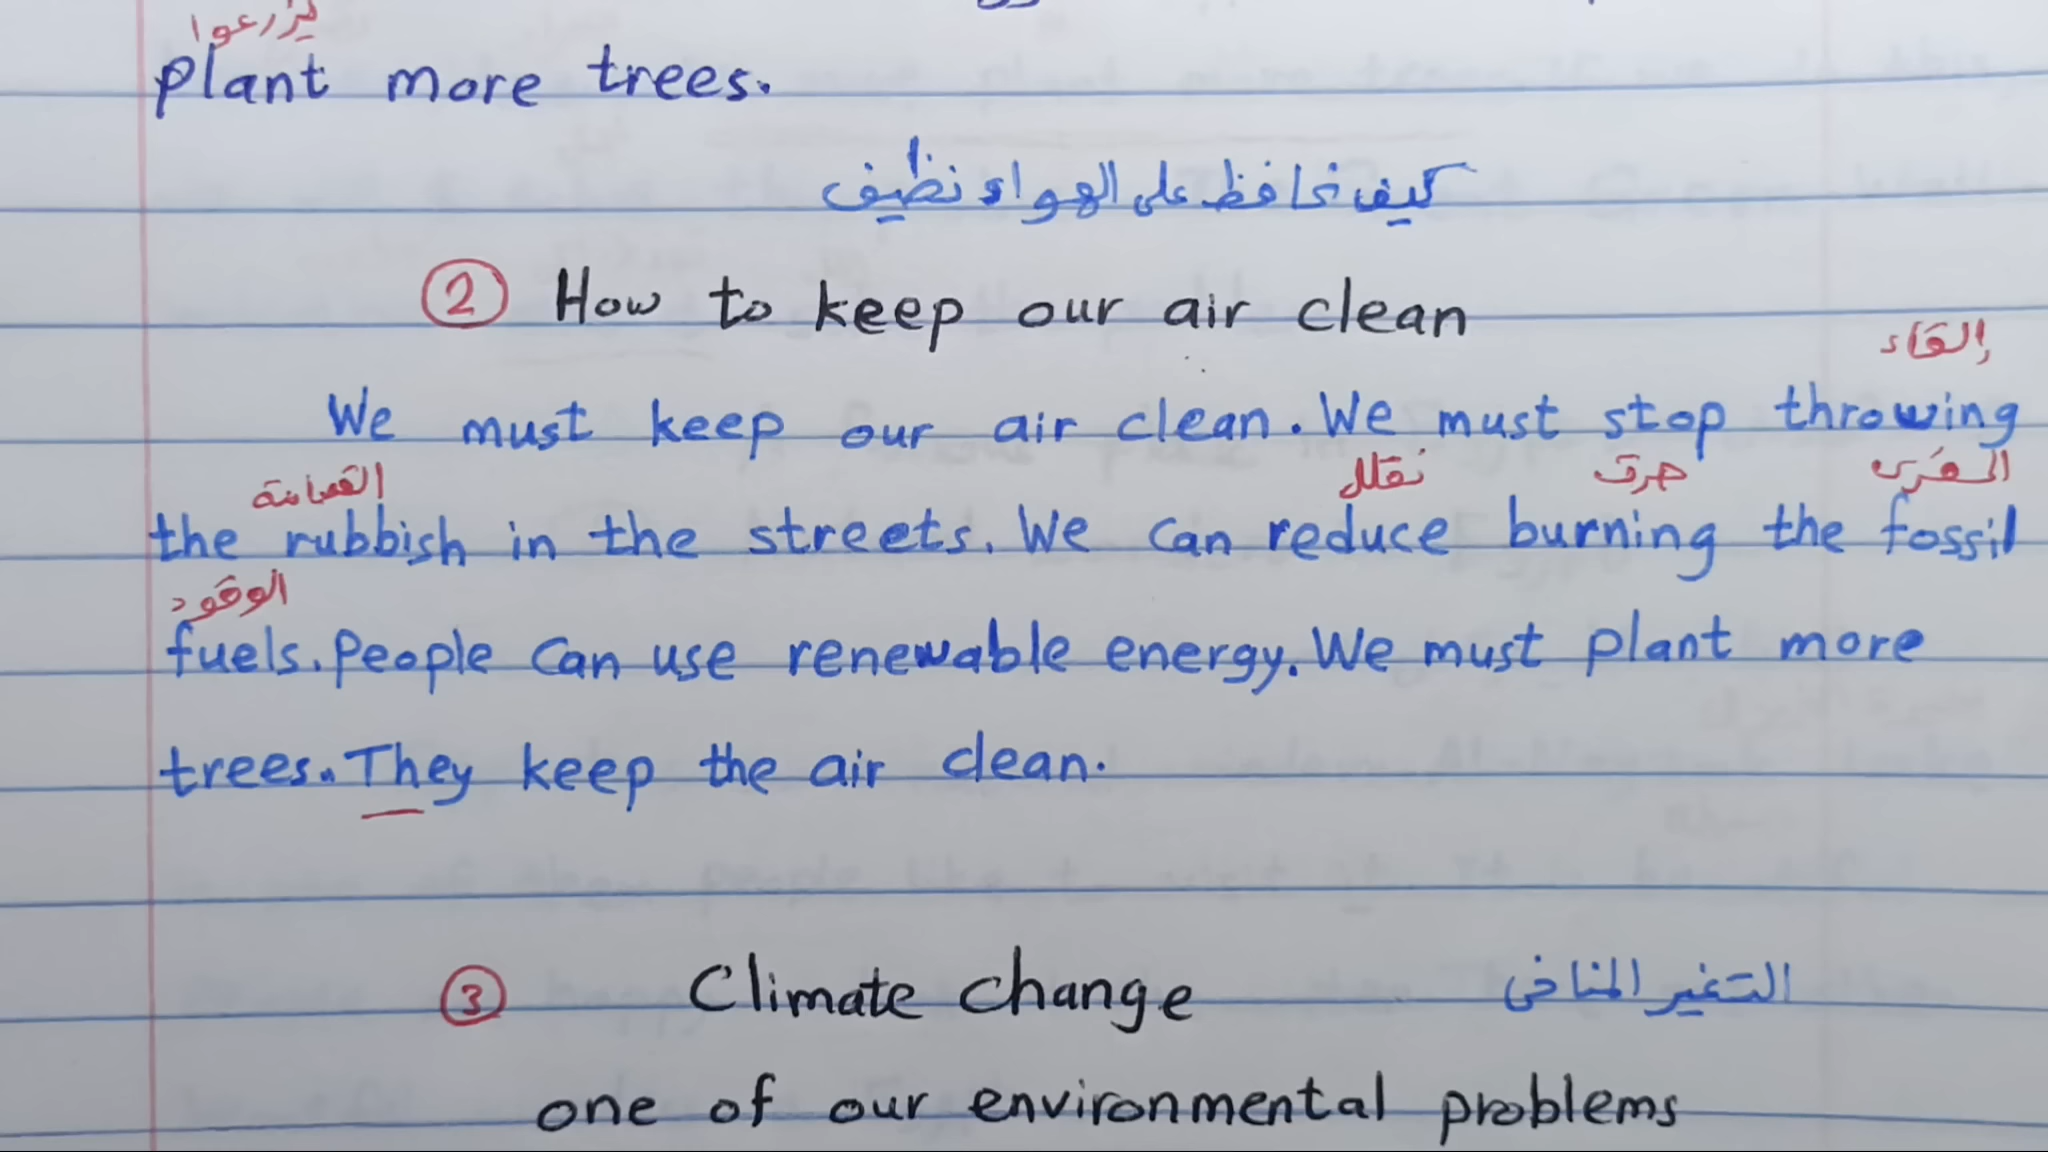 يزرعوا
plant more trees.
كيف نحافظ على الهواء نظيف
2 How to keep our air clean
إلقاء
We must keep our air clean. We must stop throwing
القمامة نقلل حرق الحفرى
the rubbish in the streets. We can reduce burning the fossil
الوقود
fuels. People can use renewable energy. We must plant more
trees. They keep the air clean.
3 Climate change التغير المناخى
one of our environmental problems